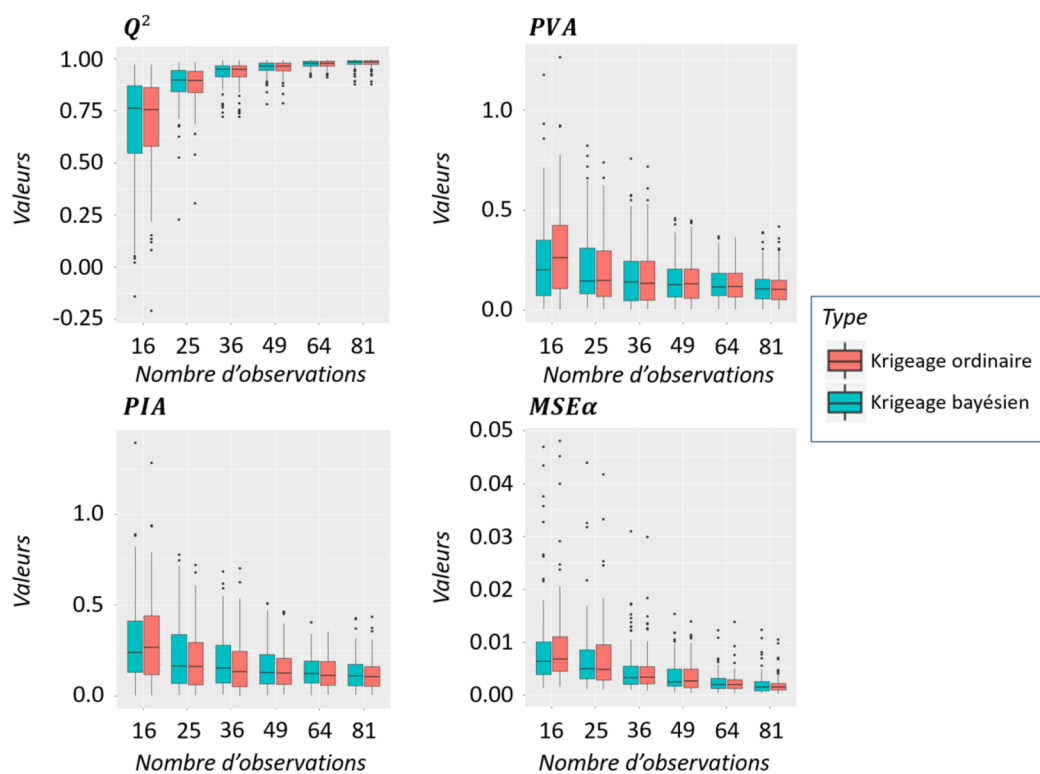 Q²
Valeurs
1.00
0.75
0.50
0.25
0.00
-0.25
16 25 36 49 64 81
Nombre d'observations
PVA
Valeurs
1.0
0.5
0.0
16 25 36 49 64 81
Nombre d'observations
PIA
Valeurs
1.0
0.5
0.0
16 25 36 49 64 81
Nombre d'observations
MSEα
Valeurs
0.05
0.04
0.03
0.02
0.01
0.00
16 25 36 49 64 81
Nombre d'observations
Type
Krigeage ordinaire
Krigeage bayésien